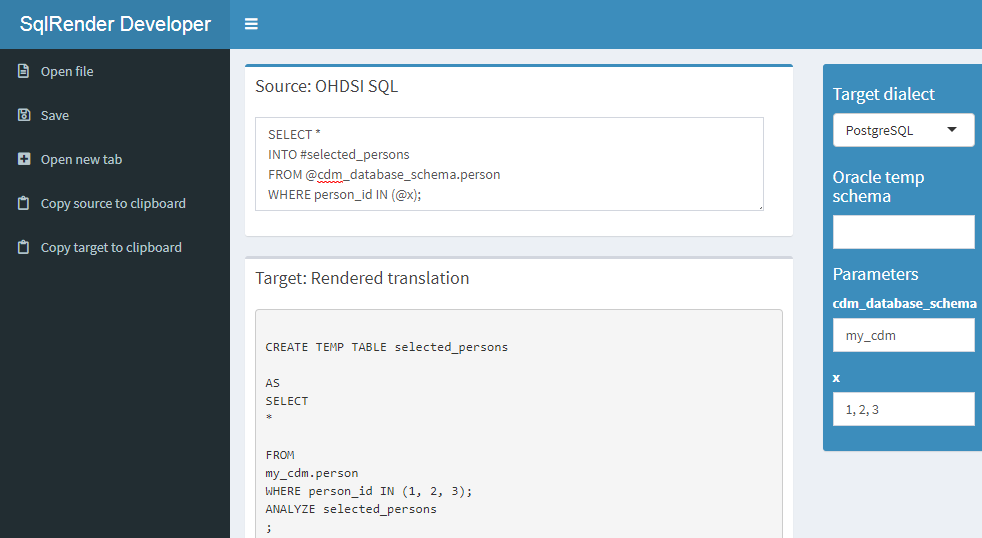 SqlRender Developer
Open file
Save
Open new tab
Copy source to clipboard
Copy target to clipboard
Source: OHDSI SQL
SELECT *
INTO #selected_persons
FROM @cdm_database_schema.person
WHERE person_id IN (@x);
Target: Rendered translation
CREATE TEMP TABLE selected_persons
AS
SELECT
*
FROM
my_cdm.person
WHERE person_id IN (1, 2, 3);
ANALYZE selected_persons
;
Target dialect
PostgreSQL
Oracle temp
schema
Parameters
cdm_database_schema
my_cdm
x
1, 2, 3